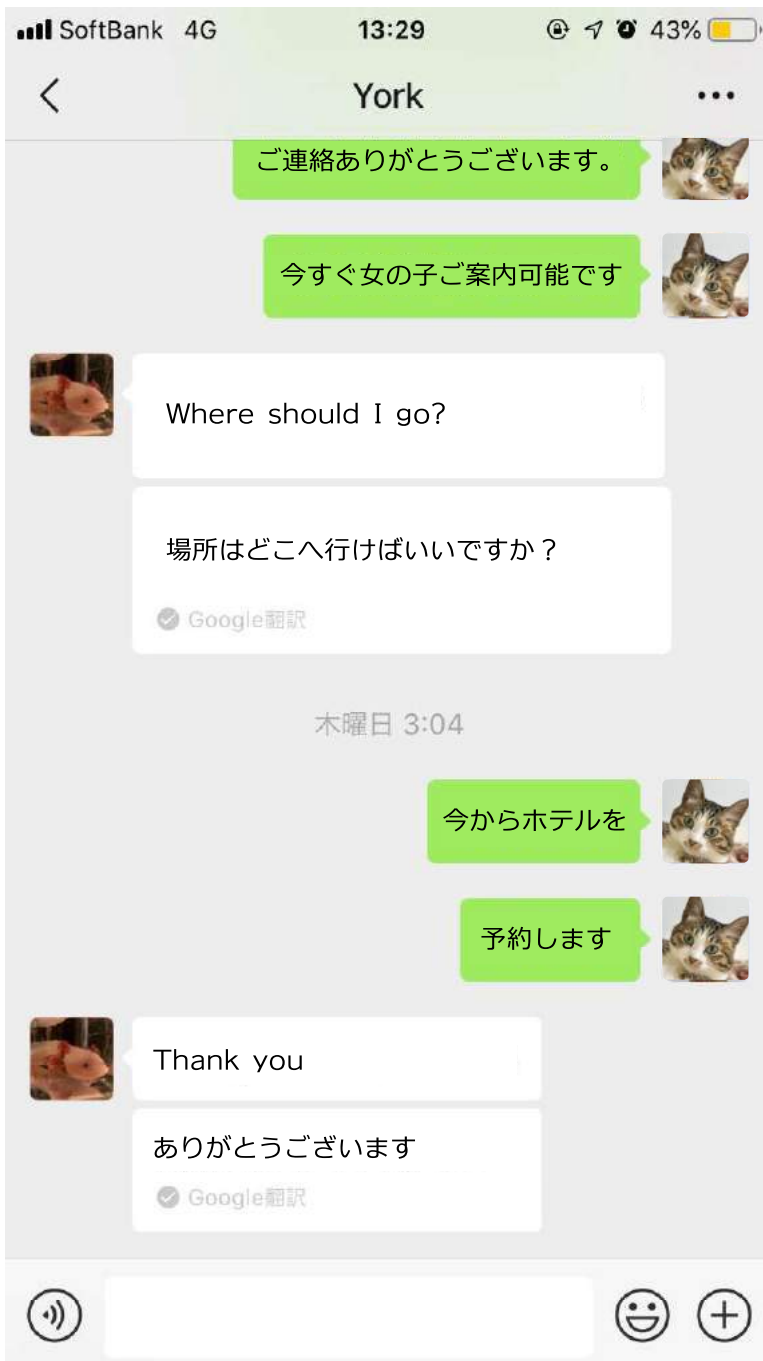 SoftBank 4G 13:29 43%
York
ご連絡ありがとうございます。
今すぐ女の子ご案内可能です
Where should I go?
場所はどこへ行けばいいですか？
Google翻訳
木曜日 3:04
今からホテルを
予約します
Thank you
ありがとうございます
Google翻訳